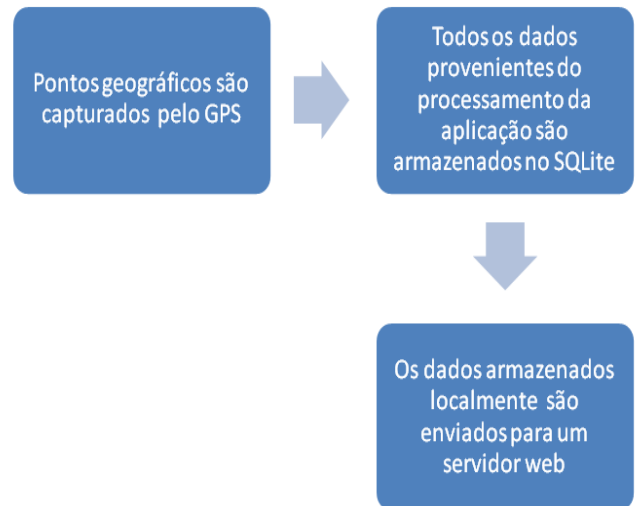 Pontos geográficos são
capturados pelo GPS
Todos os dados
provenientes do
processamento da
aplicação são
armazenados no SQLite
Os dados armazenados
localmente são
enviados para um
servidor web